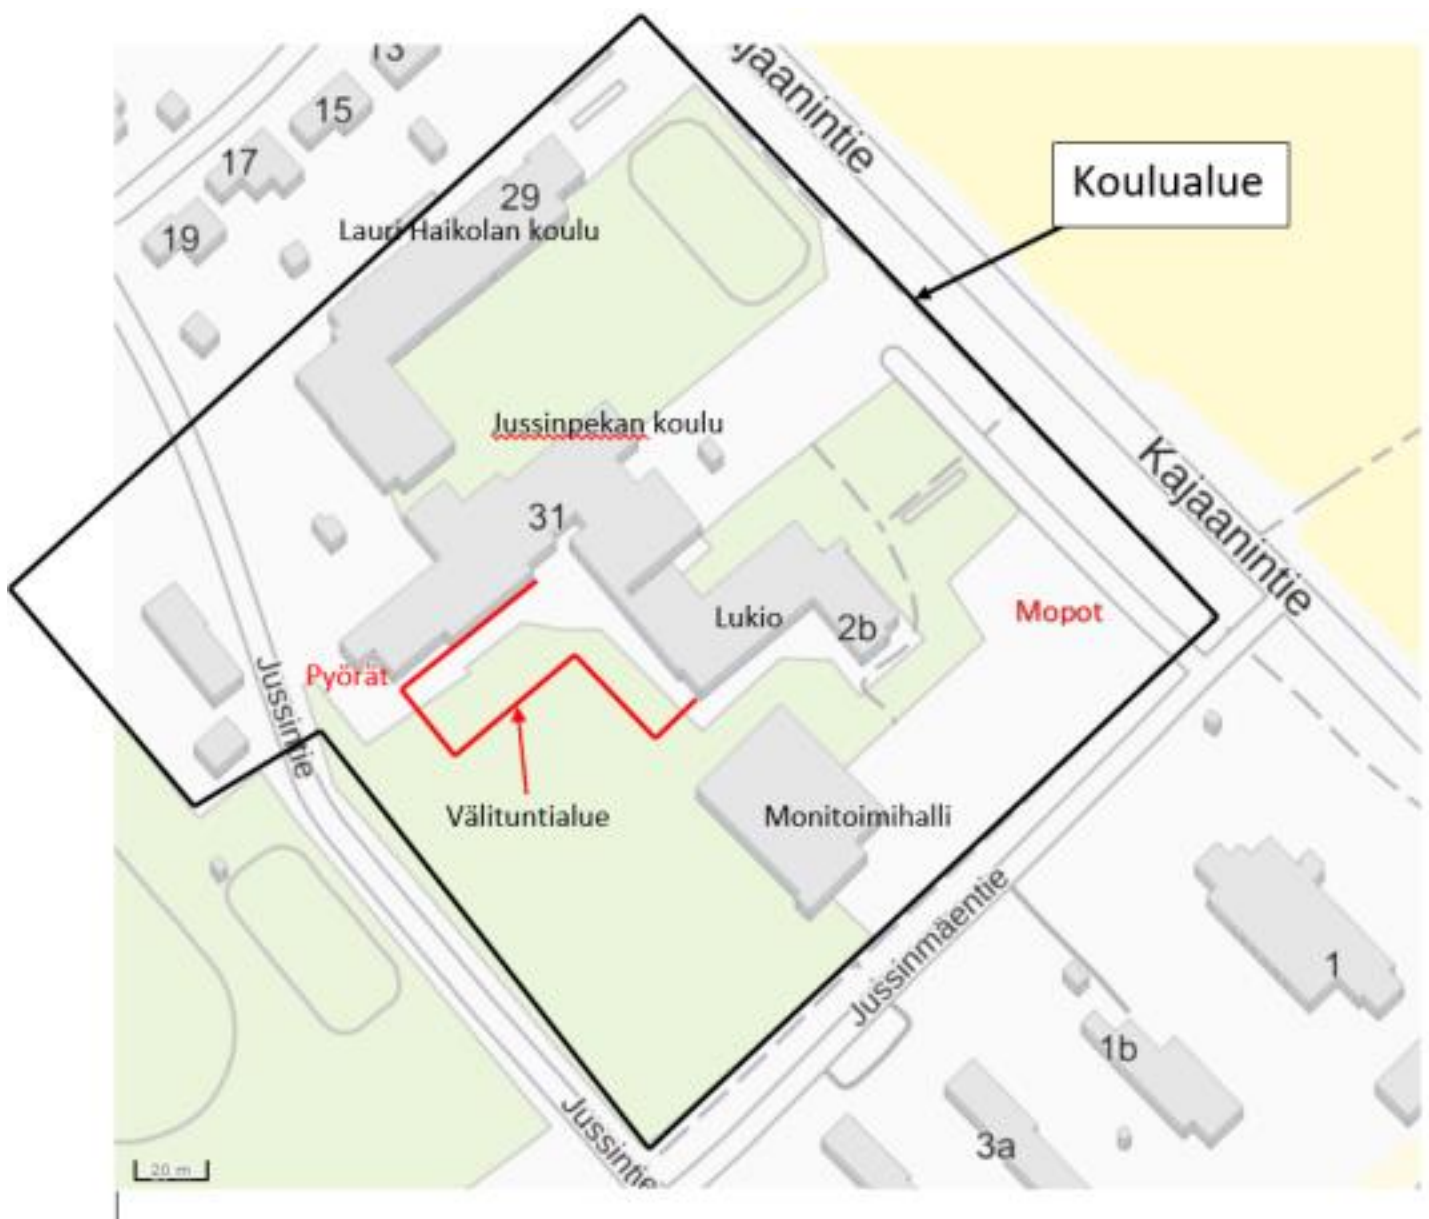 13
15
Kajaanintie
17
Koulualue
29
19
Lauri Haikolan koulu
Jussinpekan koulu
31
Kajaanintie
Mopot
Lukio
2b
Pyörät
Jussintie
Välituntialue
Monitoimihalli
Jussinmäentie
1
1b
Jussintie
3a
20 m